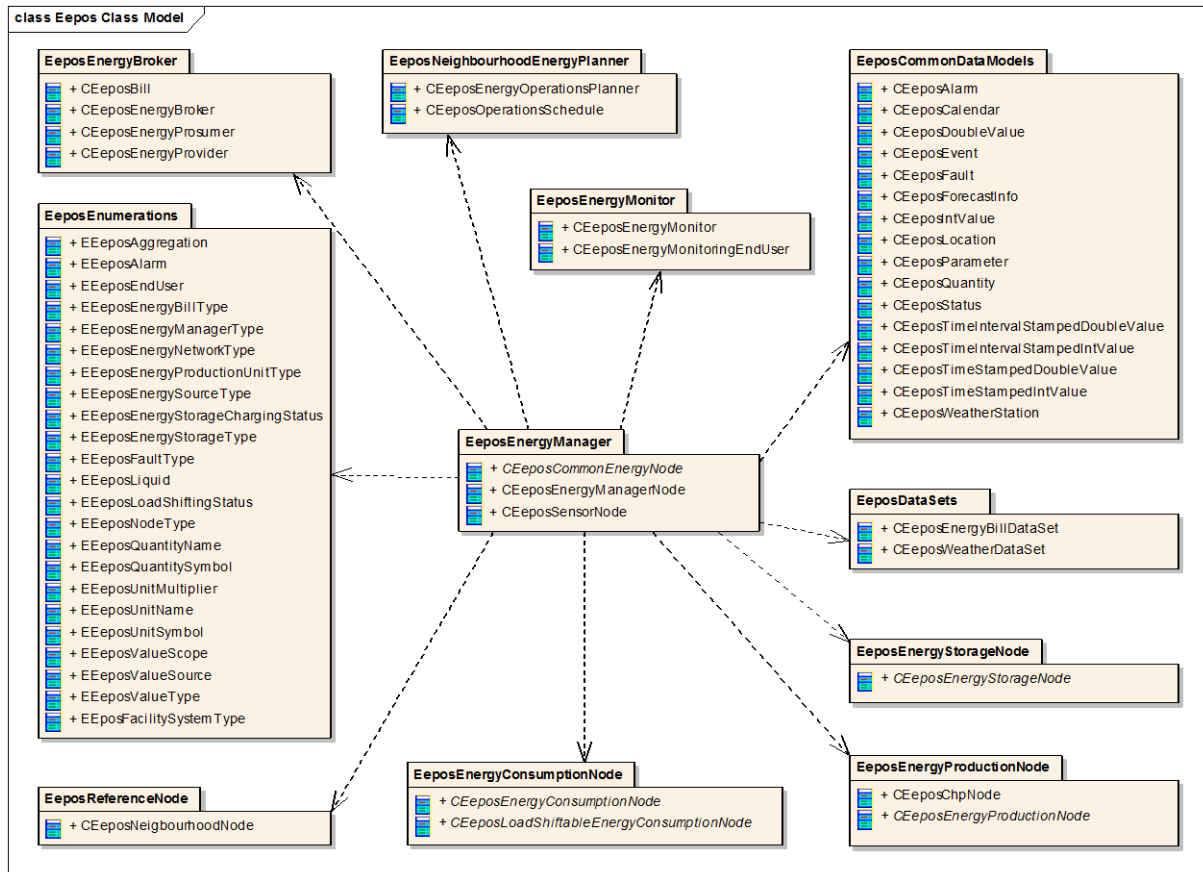 class Eepos Class Model
EeposEnergyBroker
+ CEeposBill
+ CEeposEnergyBroker
+ CEeposEnergyProsumer
+ CEeposEnergyProvider
EeposNeighbourhoodEnergyPlanner
+ CEeposEnergyOperationsPlanner
+ CEeposOperationsSchedule
EeposCommonDataModels
+ CEeposAlarm
+ CEeposCalendar
+ CEeposDoubleValue
+ CEeposEvent
+ CEeposFault
+ CEeposForecastInfo
+ CEeposIntValue
+ CEeposLocation
+ CEeposParameter
+ CEeposQuantity
+ CEeposStatus
+ CEeposTimeIntervalStampedDoubleValue
+ CEeposTimeIntervalStampedIntValue
+ CEeposTimeStampedDoubleValue
+ CEeposTimeStampedIntValue
+ CEeposWeatherStation
EeposEnergyMonitor
+ CEeposEnergyMonitor
+ CEeposEnergyMonitoringEndUser
EeposEnumerations
+ EEeposAggregation
+ EEeposAlarm
+ EEeposEndUser
+ EEeposEnergyBillType
+ EEeposEnergyManagerType
+ EEeposEnergyNetworkType
+ EEeposEnergyProductionUnitType
+ EEeposEnergySourceType
+ EEeposEnergyStorageChargingStatus
+ EEeposEnergyStorageType
+ EEeposFaultType
+ EEeposLiquid
+ EEeposLoadShiftingStatus
+ EEeposNodeType
+ EEeposQuantityName
+ EEeposQuantitySymbol
+ EEeposUnitMultiplier
+ EEeposUnitName
+ EEeposUnitSymbol
+ EEeposValueScope
+ EEeposValueSource
+ EEeposValueType
+ EEposFacilitySystemType
EeposEnergyManager
+ CEeposCommonEnergyNode
+ CEeposEnergyManagerNode
+ CEeposSensorNode
EeposDataSets
+ CEeposEnergyBillDataSet
+ CEeposWeatherDataSet
EeposEnergyStorageNode
+ CEeposEnergyStorageNode
EeposReferenceNode
+ CEeposNeigbourhoodNode
EeposEnergyConsumptionNode
+ CEeposEnergyConsumptionNode
+ CEeposLoadShiftableEnergyConsumptionNode
EeposEnergyProductionNode
+ CEeposChpNode
+ CEeposEnergyProductionNode